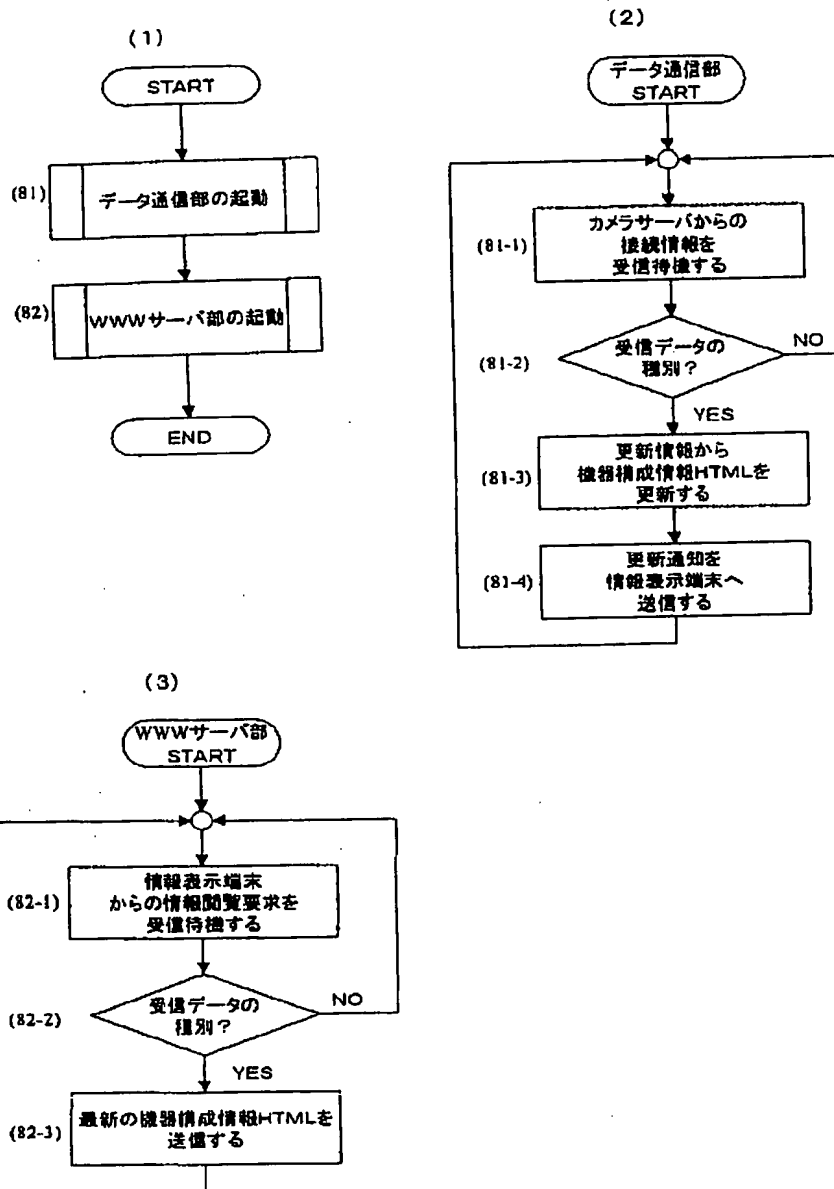 (1)
START
(81)
データ通信部の起動
(82)
WWWサーバ部の起動
END
(2)
データ通信部
START
(81-1)
カメラサーバからの
接続情報を
受信待機する
(81-2)
受信データの
種別？
NO
YES
(81-3)
更新情報から
機器構成情報HTMLを
更新する
(81-4)
更新通知を
情報表示端末へ
送信する
(3)
WWWサーバ部
START
(82-1)
情報表示端末
からの情報閲覧要求を
受信待機する
(82-2)
受信データの
種別？
NO
YES
(82-3)
最新の機器構成情報HTMLを
送信する